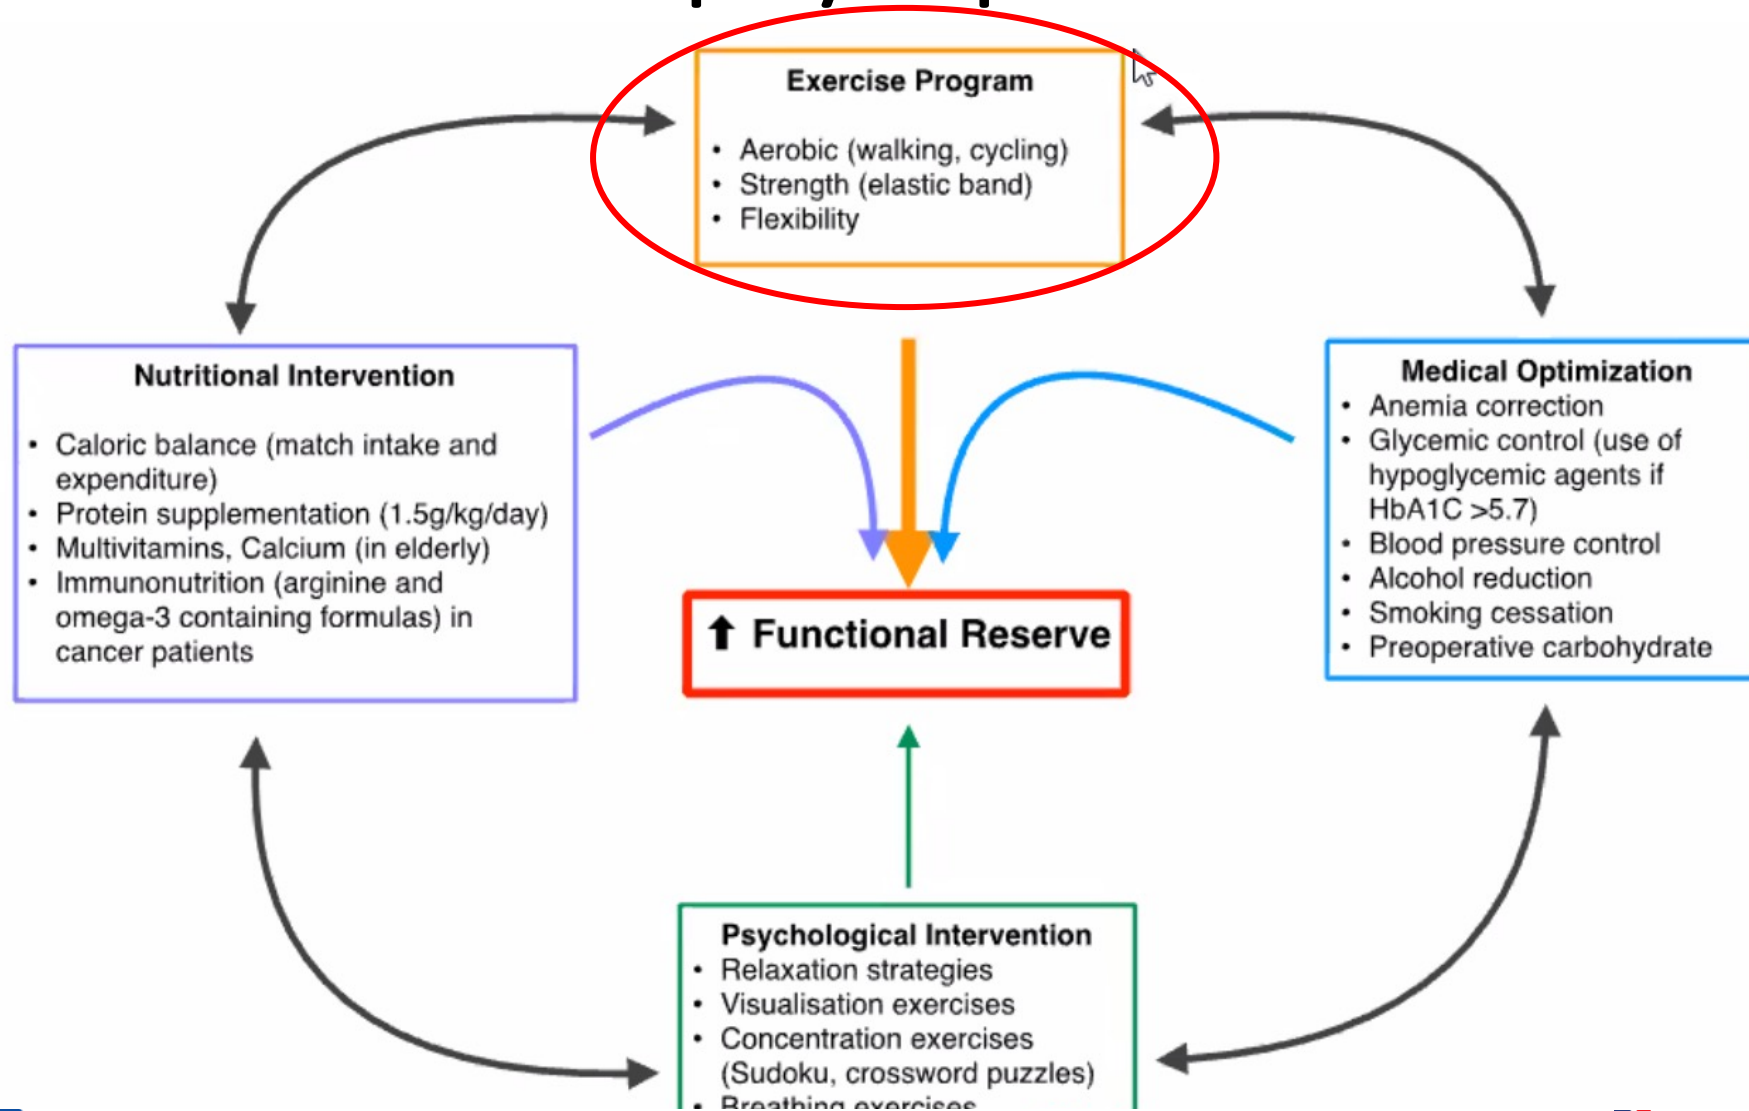 Exercise Program
• Aerobic (walking, cycling)
• Strength (elastic band)
• Flexibility
Nutritional Intervention
• Caloric balance (match intake and
expenditure)
• Protein supplementation (1.5g/kg/day)
• Multivitamins, Calcium (in elderly)
• Immunonutrition (arginine and
omega-3 containing formulas) in
cancer patients
Medical Optimization
• Anemia correction
• Glycemic control (use of
hypoglycemic agents if
HbA1C >5.7)
• Blood pressure control
• Alcohol reduction
• Smoking cessation
• Preoperative carbohydrate
⬆ Functional Reserve
Psychological Intervention
• Relaxation strategies
• Visualisation exercises
• Concentration exercises
(Sudoku, crossword puzzles)
• Breathing exercises